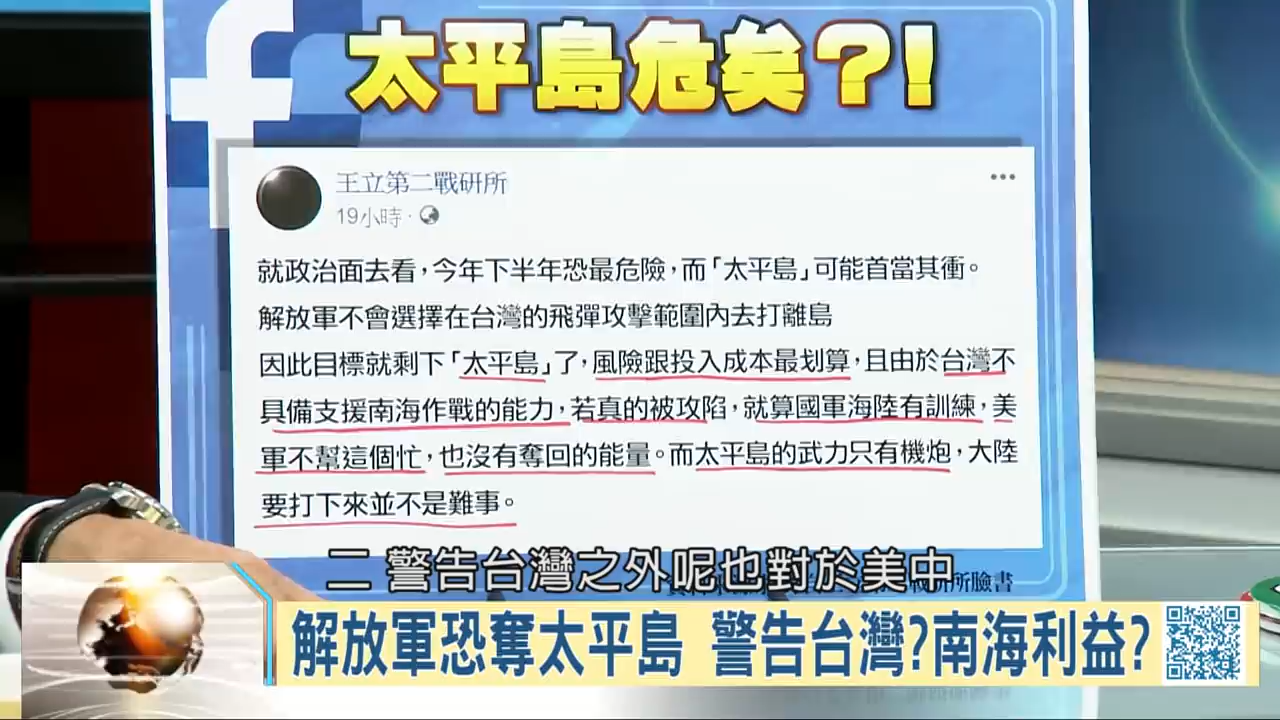 太平島危矣?!
王立第二戰研所
19小時·
就政治面去看,今年下半年恐最危險,而「太平島」可能首當其衝。
解放軍不會選擇在台灣的飛彈攻擊範圍內去打離島
因此目標就剩下「太平島」了,風險跟投入成本最划算,且由於台灣不
具備支援南海作戰的能力,若真的被攻陷,就算國軍海陸有訓練,美
軍不幫這個忙,也沒有奪回的能量。而太平島的武力只有機炮,大陸
要打下來並不是難事。
二 警告台灣之外呢也對於美中
研所臉書
解放軍恐奪太平島 警告台灣?南海利益?